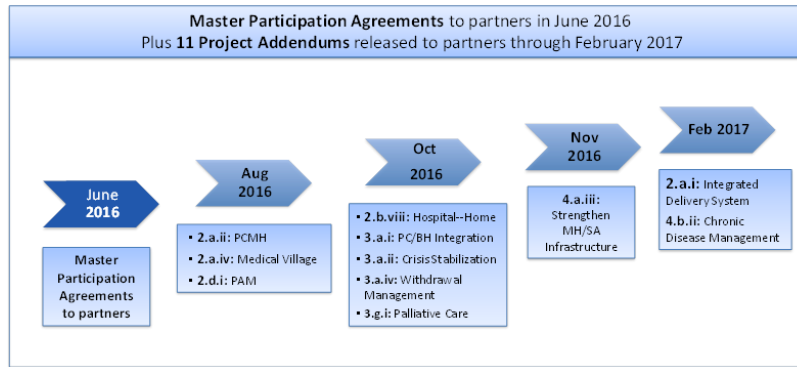 Master Participation Agreements to partners in June 2016
Plus 11 Project Addendums released to partners through February 2017
June
2016
Master
Participation
Agreements
to partners
Aug
2016
• 2.a.ii: PCMH
• 2.a.iv: Medical Village
• 2.d.i: PAM
Oct
2016
• 2.b.viii: Hospital--Home
• 3.a.i: PC/BH Integration
• 3.a.ii: Crisis Stabilization
• 3.a.iv: Withdrawal
Management
• 3.g.i: Palliative Care
Nov
2016
4.a.iii:
Strengthen
MH/SA
Infrastructure
Feb 2017
2.a.i: Integrated
Delivery System
4.b.ii: Chronic
Disease Management